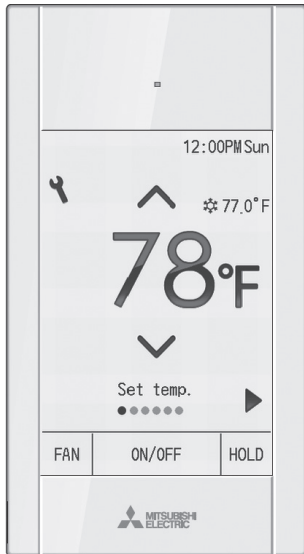 12:00PM Sun
77.0°F
78°F
Set temp.
FAN ON/OFF HOLD
MITSUBISHI
ELECTRIC